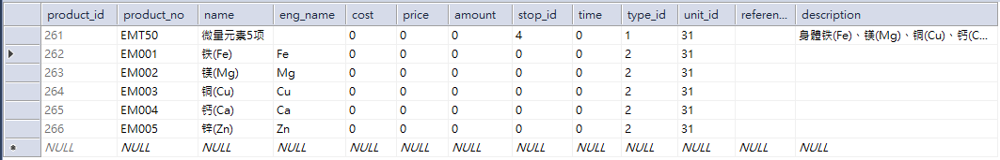 product_id product_no name eng_name cost price amount stop_id time type_id unit_id referen... description
261 EMT50 微量元素5项 0 0 0 4 0 1 31 身體铁(Fe)、镁(Mg)、铜(Cu)、钙(C...
262 EM001 铁(Fe) Fe 0 0 0 0 0 2 31
263 EM002 镁(Mg) Mg 0 0 0 0 0 2 31
264 EM003 铜(Cu) Cu 0 0 0 0 0 2 31
265 EM004 钙(Ca) Ca 0 0 0 0 0 2 31
266 EM005 锌(Zn) Zn 0 0 0 0 0 2 31
NULL NULL NULL NULL NULL NULL NULL NULL NULL NULL NULL NULL NULL